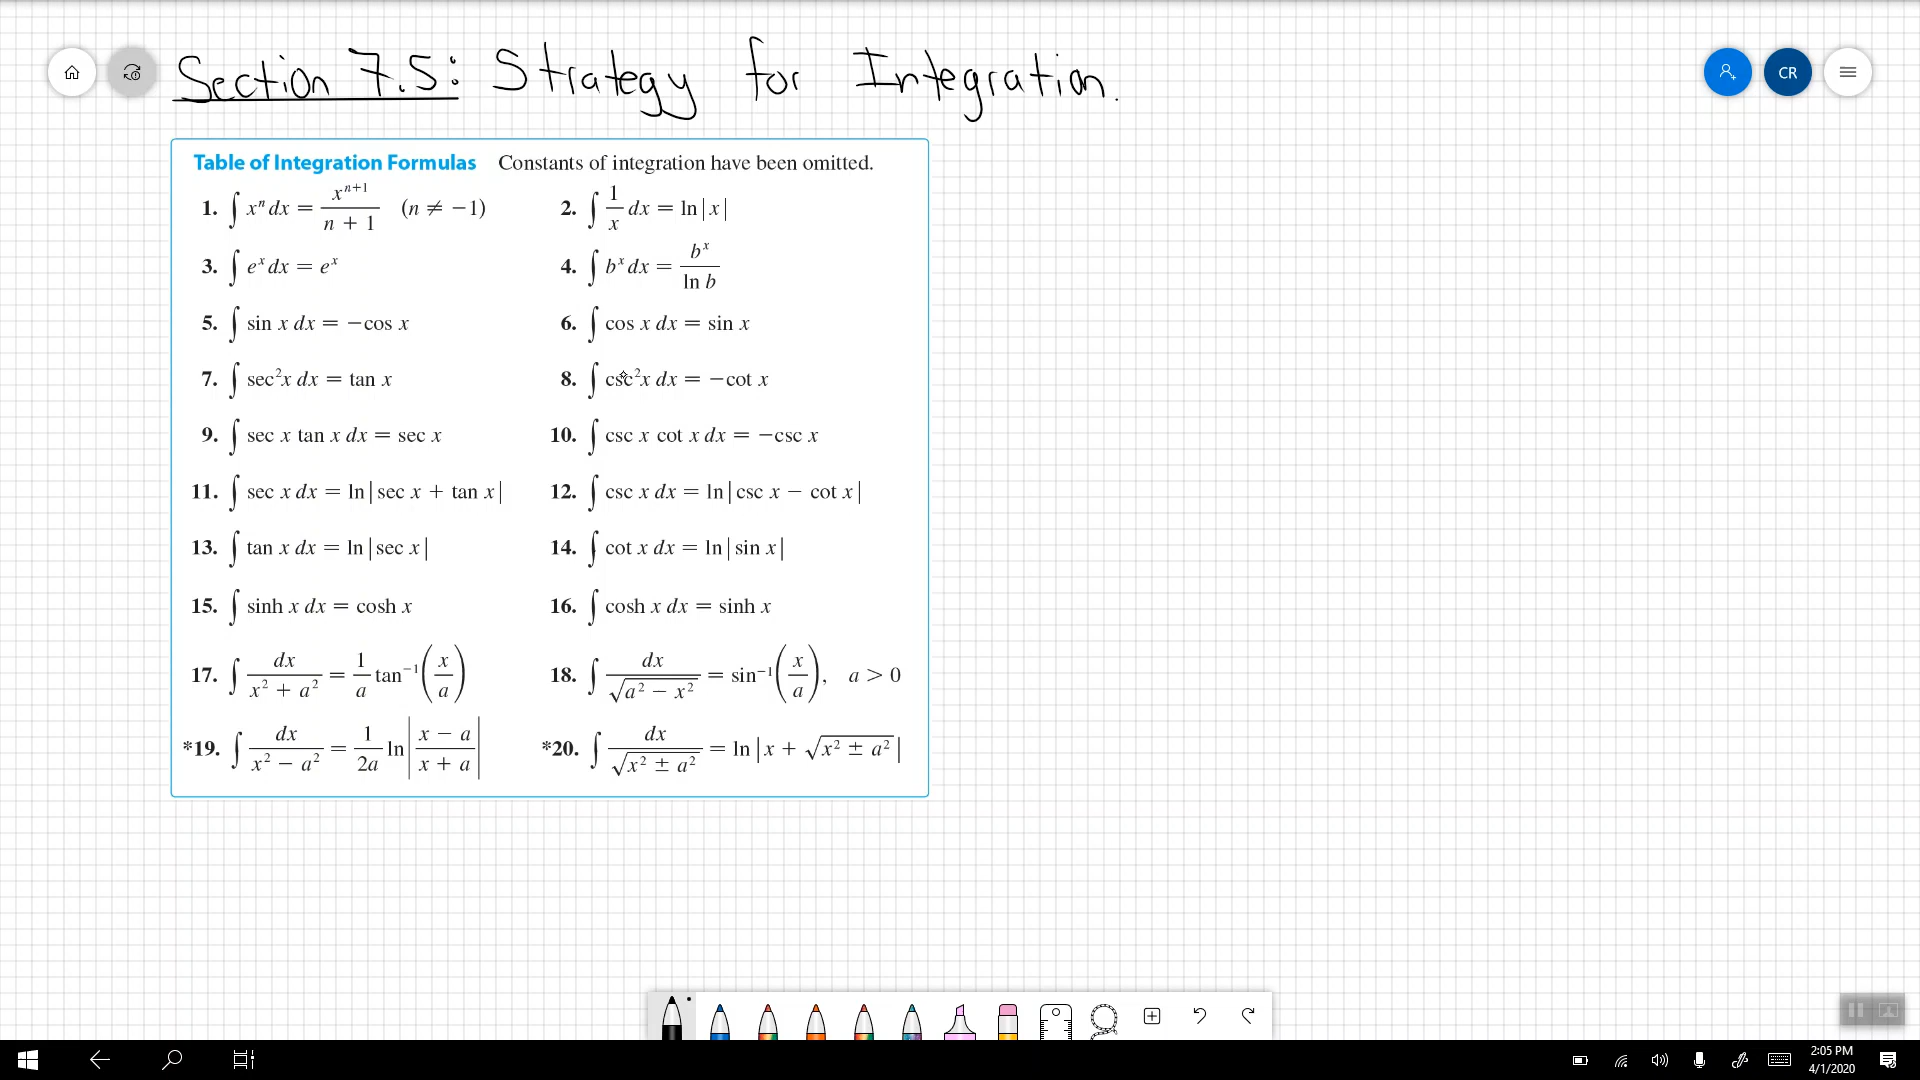 Section 7.5: Strategy for Integration.
CR
Table of Integration Formulas Constants of integration have been omitted.
1. ∫ xⁿ dx = xⁿ⁺¹/(n + 1) (n ≠ −1) 2. ∫ 1/x dx = ln|x|
3. ∫ eˣ dx = eˣ 4. ∫ bˣ dx = bˣ/ln b
5. ∫ sin x dx = −cos x 6. ∫ cos x dx = sin x
7. ∫ sec²x dx = tan x 8. ∫ csc²x dx = −cot x
9. ∫ sec x tan x dx = sec x 10. ∫ csc x cot x dx = −csc x
11. ∫ sec x dx = ln|sec x + tan x| 12. ∫ csc x dx = ln|csc x − cot x|
13. ∫ tan x dx = ln|sec x| 14. ∫ cot x dx = ln|sin x|
15. ∫ sinh x dx = cosh x 16. ∫ cosh x dx = sinh x
17. ∫ dx/(x² + a²) = 1/a tan⁻¹(x/a) 18. ∫ dx/√(a² − x²) = sin⁻¹(x/a), a > 0
*19. ∫ dx/(x² − a²) = 1/2a ln|(x − a)/(x + a)| *20. ∫ dx/√(x² ± a²) = ln|x + √(x² ± a²)|
2:05 PM
4/1/2020